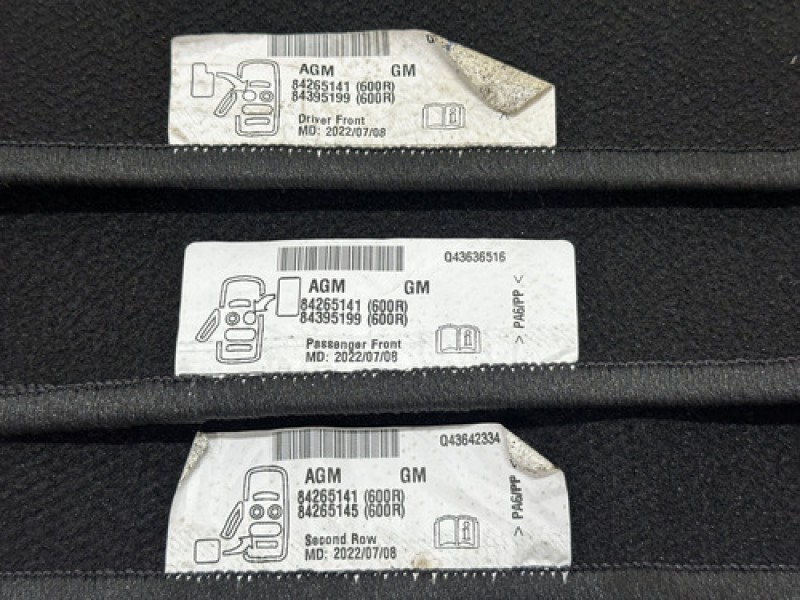 AGM GM
84265141 (600R)
84395199 (600R)
Driver Front
MD: 2022/07/08
Q43636516
AGM GM
84265141 (600R)
84395199 (600R)
Passenger Front
MD: 2022/07/08
> PA6/PP <
Q43642334
AGM GM
84265141 (600R)
84265145 (600R)
Second Row
MD: 2022/07/08
> PA6/PP <